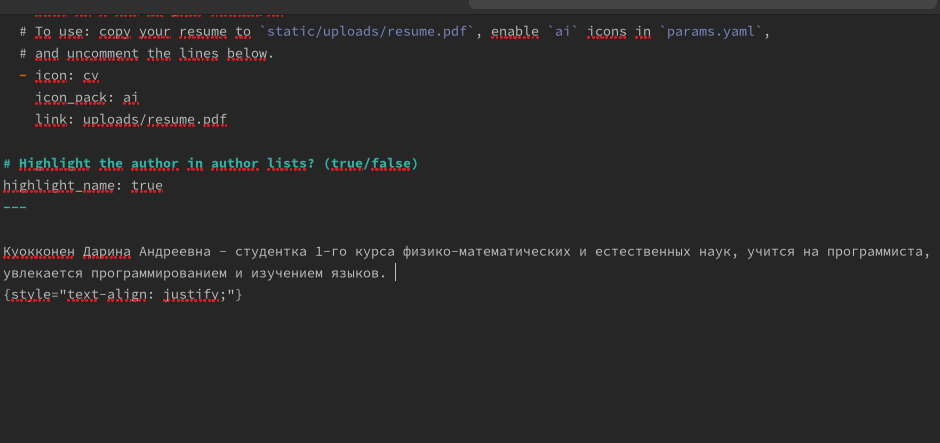 # To use: copy your resume to `static/uploads/resume.pdf`, enable `ai` icons in `params.yaml`,
# and uncomment the lines below.
- icon: cv
icon_pack: ai
link: uploads/resume.pdf
# Highlight the author in author lists? (true/false)
highlight_name: true
---
Куокконен Дарина Андреевна - студентка 1-го курса физико-математических и естественных наук, учится на программиста,
увлекается программированием и изучением языков.
{style="text-align: justify;"}